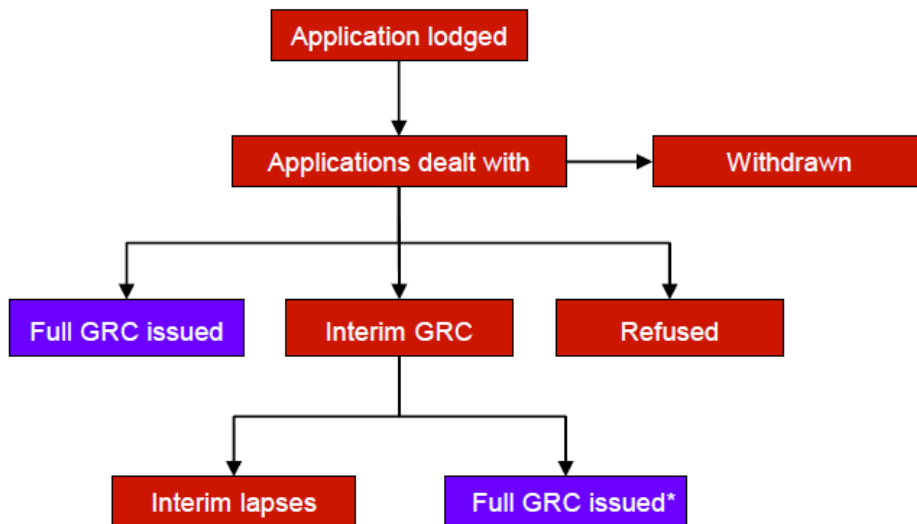 Application lodged
Applications dealt with
Withdrawn
Full GRC issued
Interim GRC
Refused
Interim lapses
Full GRC issued*